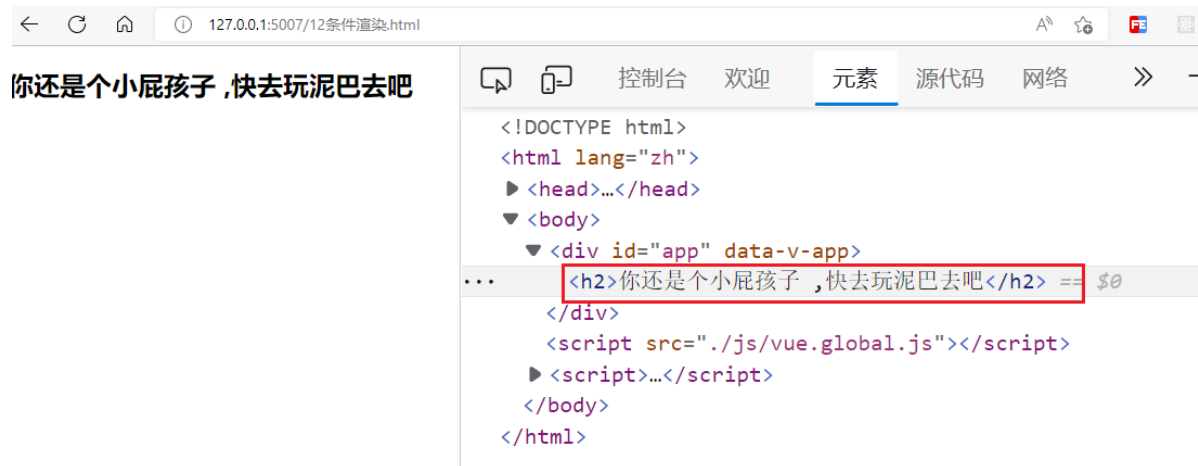 127.0.0.1:5007/12条件渲染.html
你还是个小屁孩子 ,快去玩泥巴去吧
控制台 欢迎 元素 源代码 网络
<!DOCTYPE html>
<html lang="zh">
<head>…</head>
<body>
<div id="app" data-v-app>
<h2>你还是个小屁孩子 ,快去玩泥巴去吧</h2> == $0
</div>
<script src="./js/vue.global.js"></script>
<script>…</script>
</body>
</html>